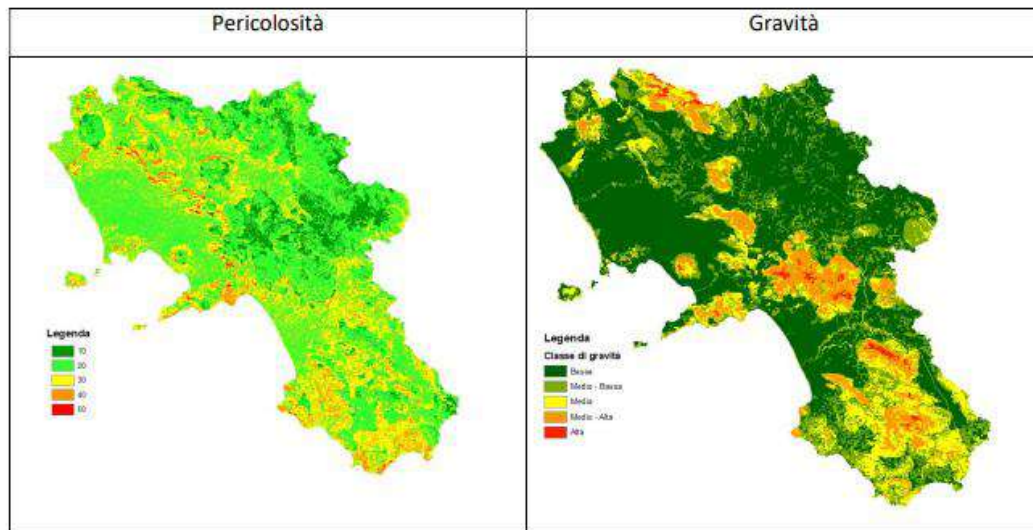 Pericolosità
Gravità
Legenda
10
20
30
40
50
Legenda
Classe di gravità
Bassa
Medio - Bassa
Media
Medio - Alta
Alta